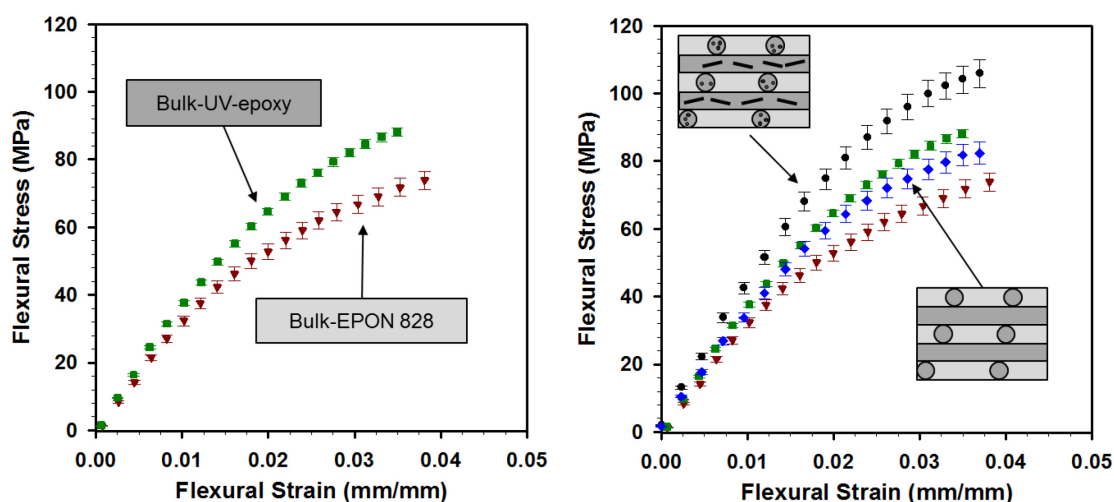 120
100
80
60
40
20
0
Flexural Stress (MPa)
Bulk-UV-epoxy
Bulk-EPON 828
0.00 0.01 0.02 0.03 0.04 0.05
Flexural Strain (mm/mm)
120
100
80
60
40
20
0
Flexural Stress (MPa)
0.00 0.01 0.02 0.03 0.04 0.05
Flexural Strain (mm/mm)